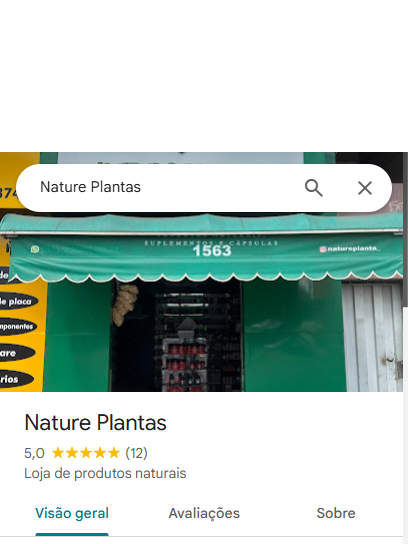 Nature Plantas
SUPLEMENTOS E CÁPSULAS
1563
natureplanta_
de placa
mponentes
are
rios
Nature Plantas
5,0 ★★★★★ (12)
Loja de produtos naturais
Visão geral Avaliações Sobre